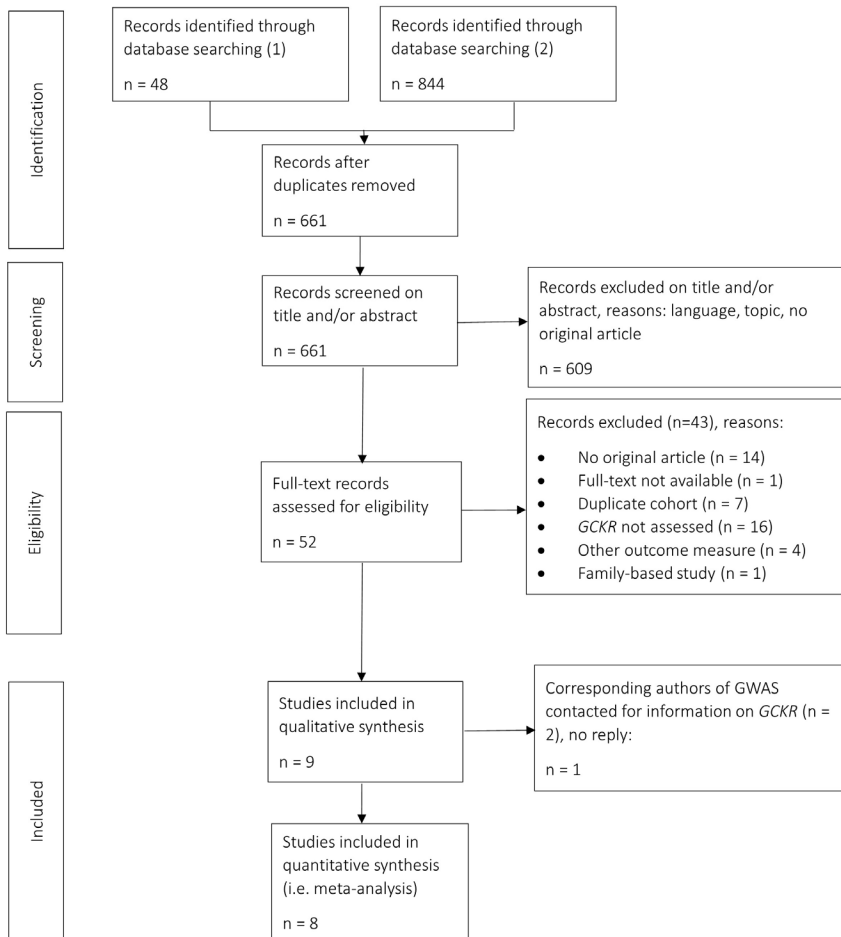 Identification
Records identified through
database searching (1)
n = 48
Records identified through
database searching (2)
n = 844
Records after
duplicates removed
n = 661
Screening
Records screened on
title and/or abstract
n = 661
Records excluded on title and/or
abstract, reasons: language, topic, no
original article
n = 609
Eligibility
Full-text records
assessed for eligibility
n = 52
Records excluded (n=43), reasons:
• No original article (n = 14)
• Full-text not available (n = 1)
• Duplicate cohort (n = 7)
• GCKR not assessed (n = 16)
• Other outcome measure (n = 4)
• Family-based study (n = 1)
Included
Studies included in
qualitative synthesis
n = 9
Corresponding authors of GWAS
contacted for information on GCKR (n =
2), no reply:
n = 1
Studies included in
quantitative synthesis
(i.e. meta-analysis)
n = 8